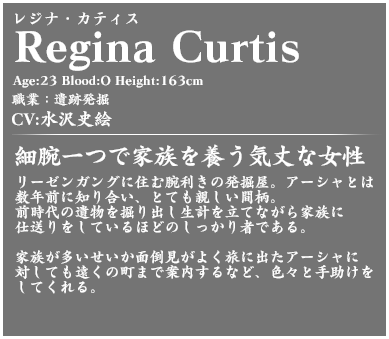 レジナ・カティス
Regina Curtis
Age:23 Blood:O Height:163cm
職業：遺跡発掘
CV:水沢史絵
細腕一つで家族を養う気丈な女性
リーゼンガングに住む腕利きの発掘屋。アーシャとは
数年前に知り合い、とても親しい間柄。
前時代の遺物を掘り出し生計を立てながら家族に
仕送りをしているほどのしっかり者である。
家族が多いせいか面倒見がよく旅に出たアーシャに
対しても遠くの町まで案内するなど、色々と手助けを
してくれる。